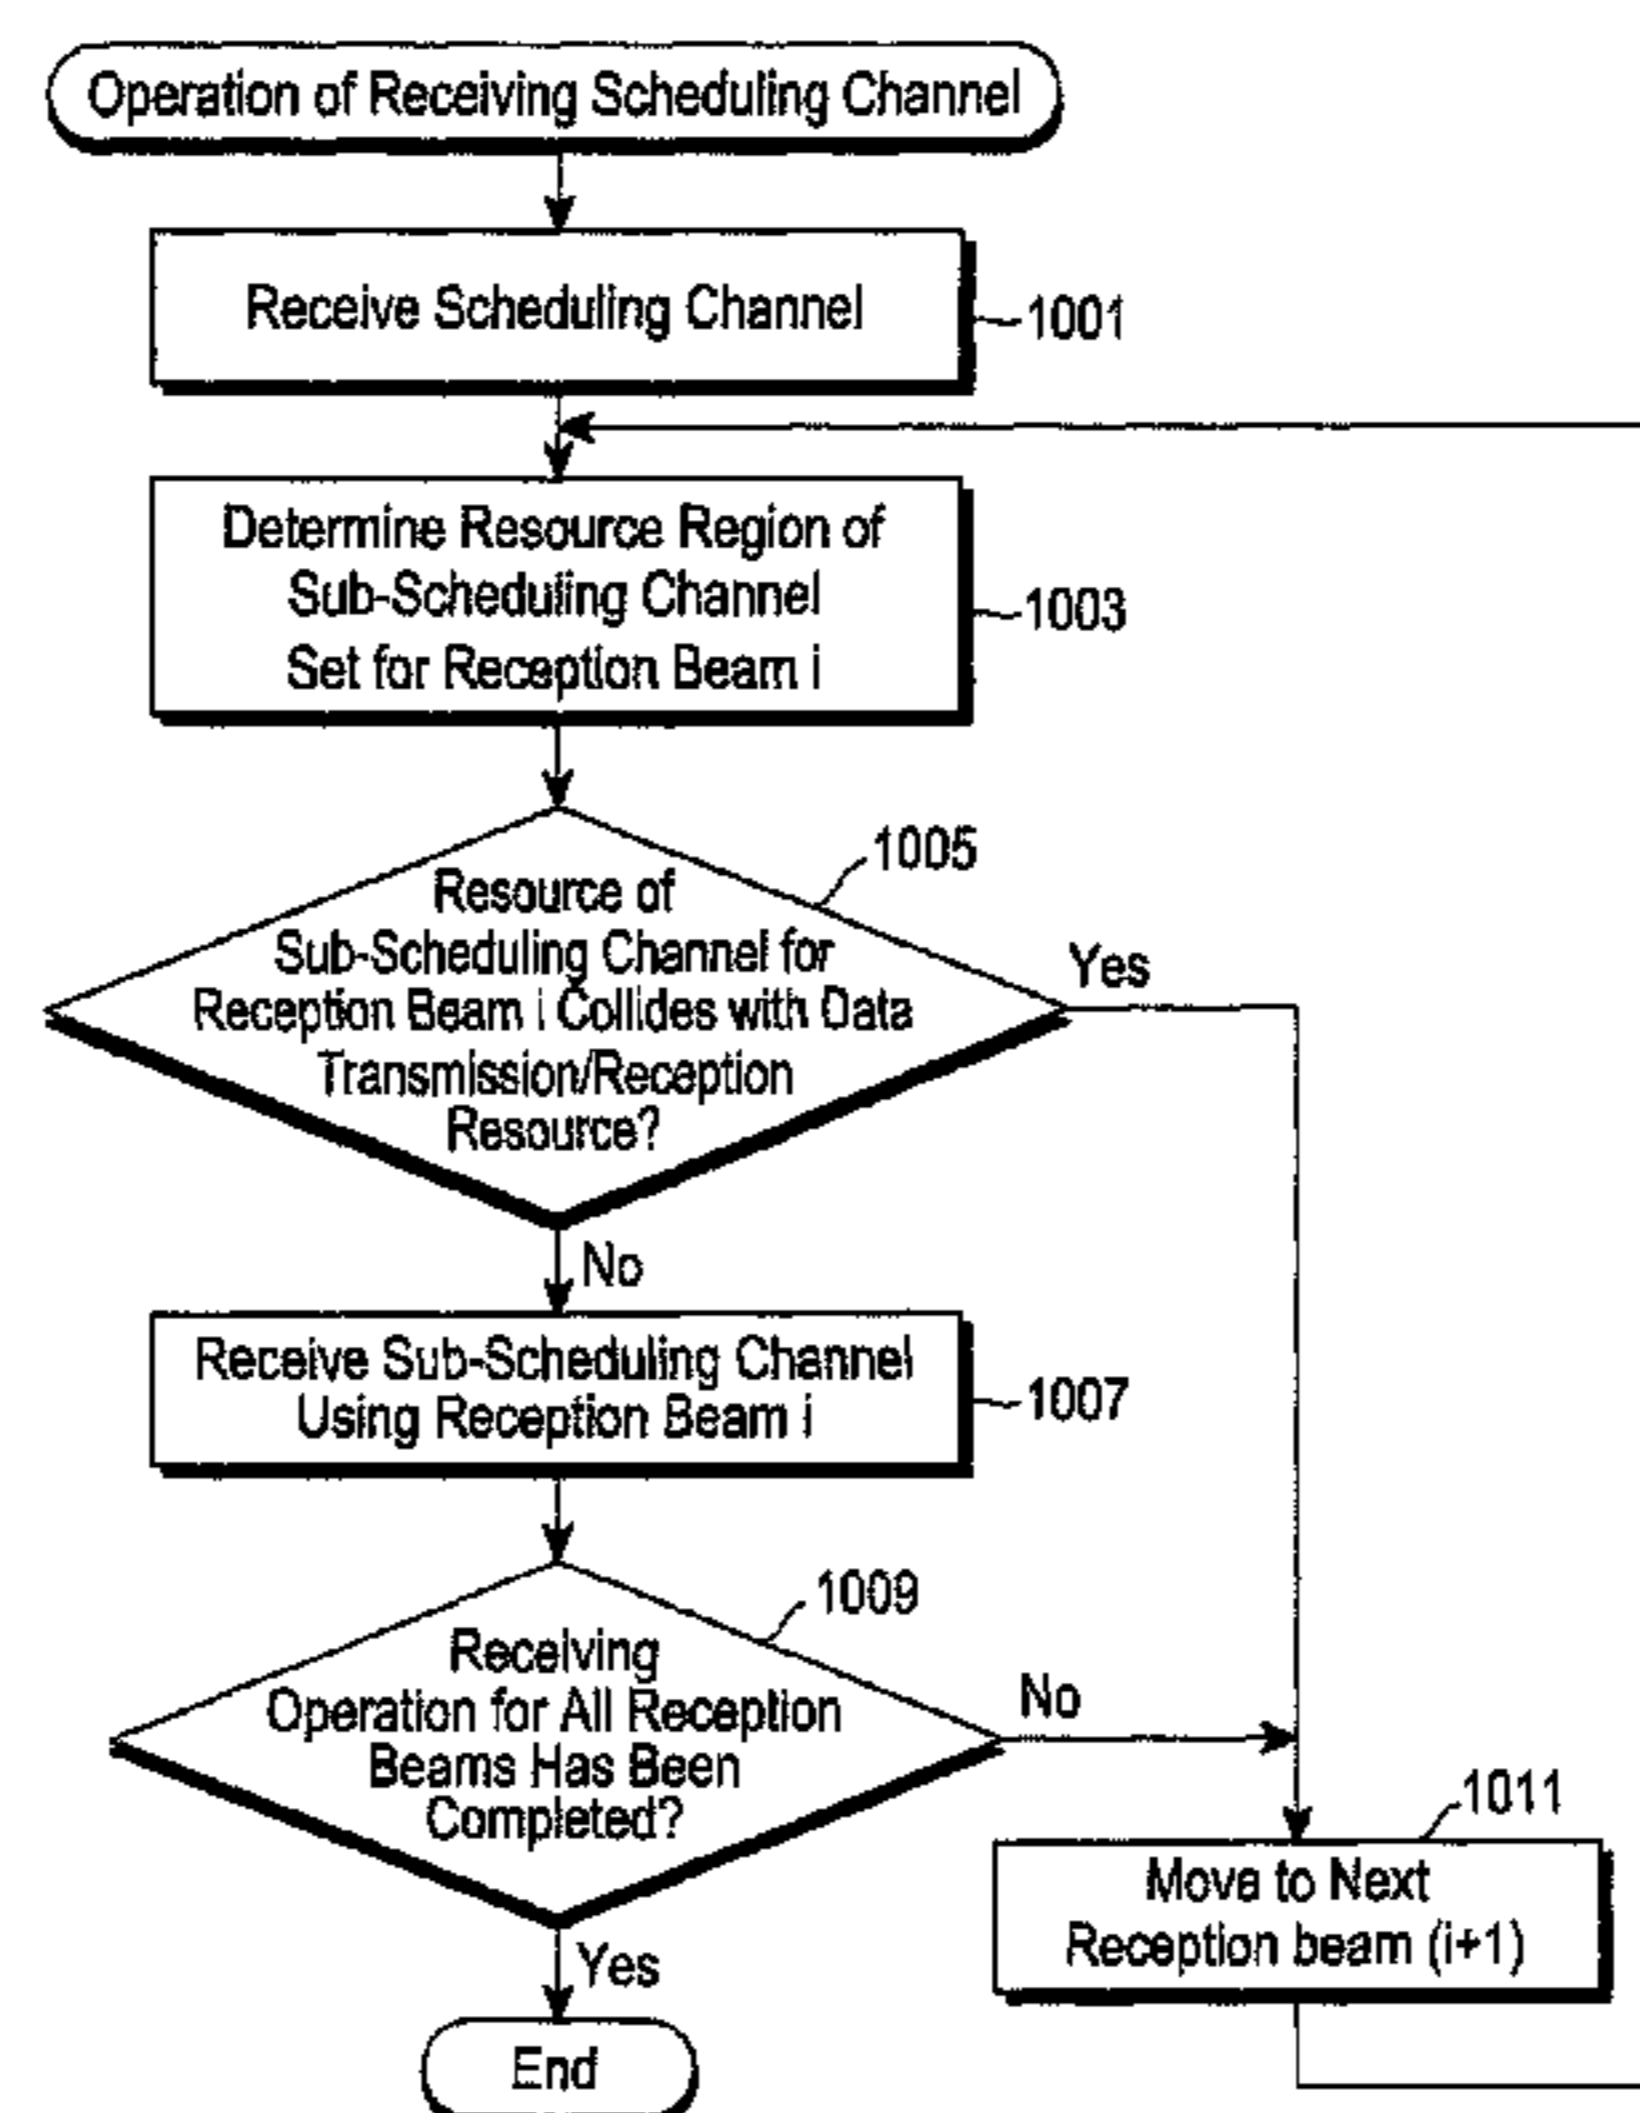 Operation of Receiving Scheduling Channel
Receive Scheduling Channel
1001
Determine Resource Region of
Sub-Scheduling Channel
Set for Reception Beam i
1003
1005
Resource of
Sub-Scheduling Channel for
Reception Beam i Collides with Data
Transmission/Reception
Resource?
Yes
No
Receive Sub-Scheduling Channel
Using Reception Beam i
1007
1009
Receiving
Operation for All Reception
Beams Has Been
Completed?
No
1011
Move to Next
Reception beam (i+1)
Yes
End